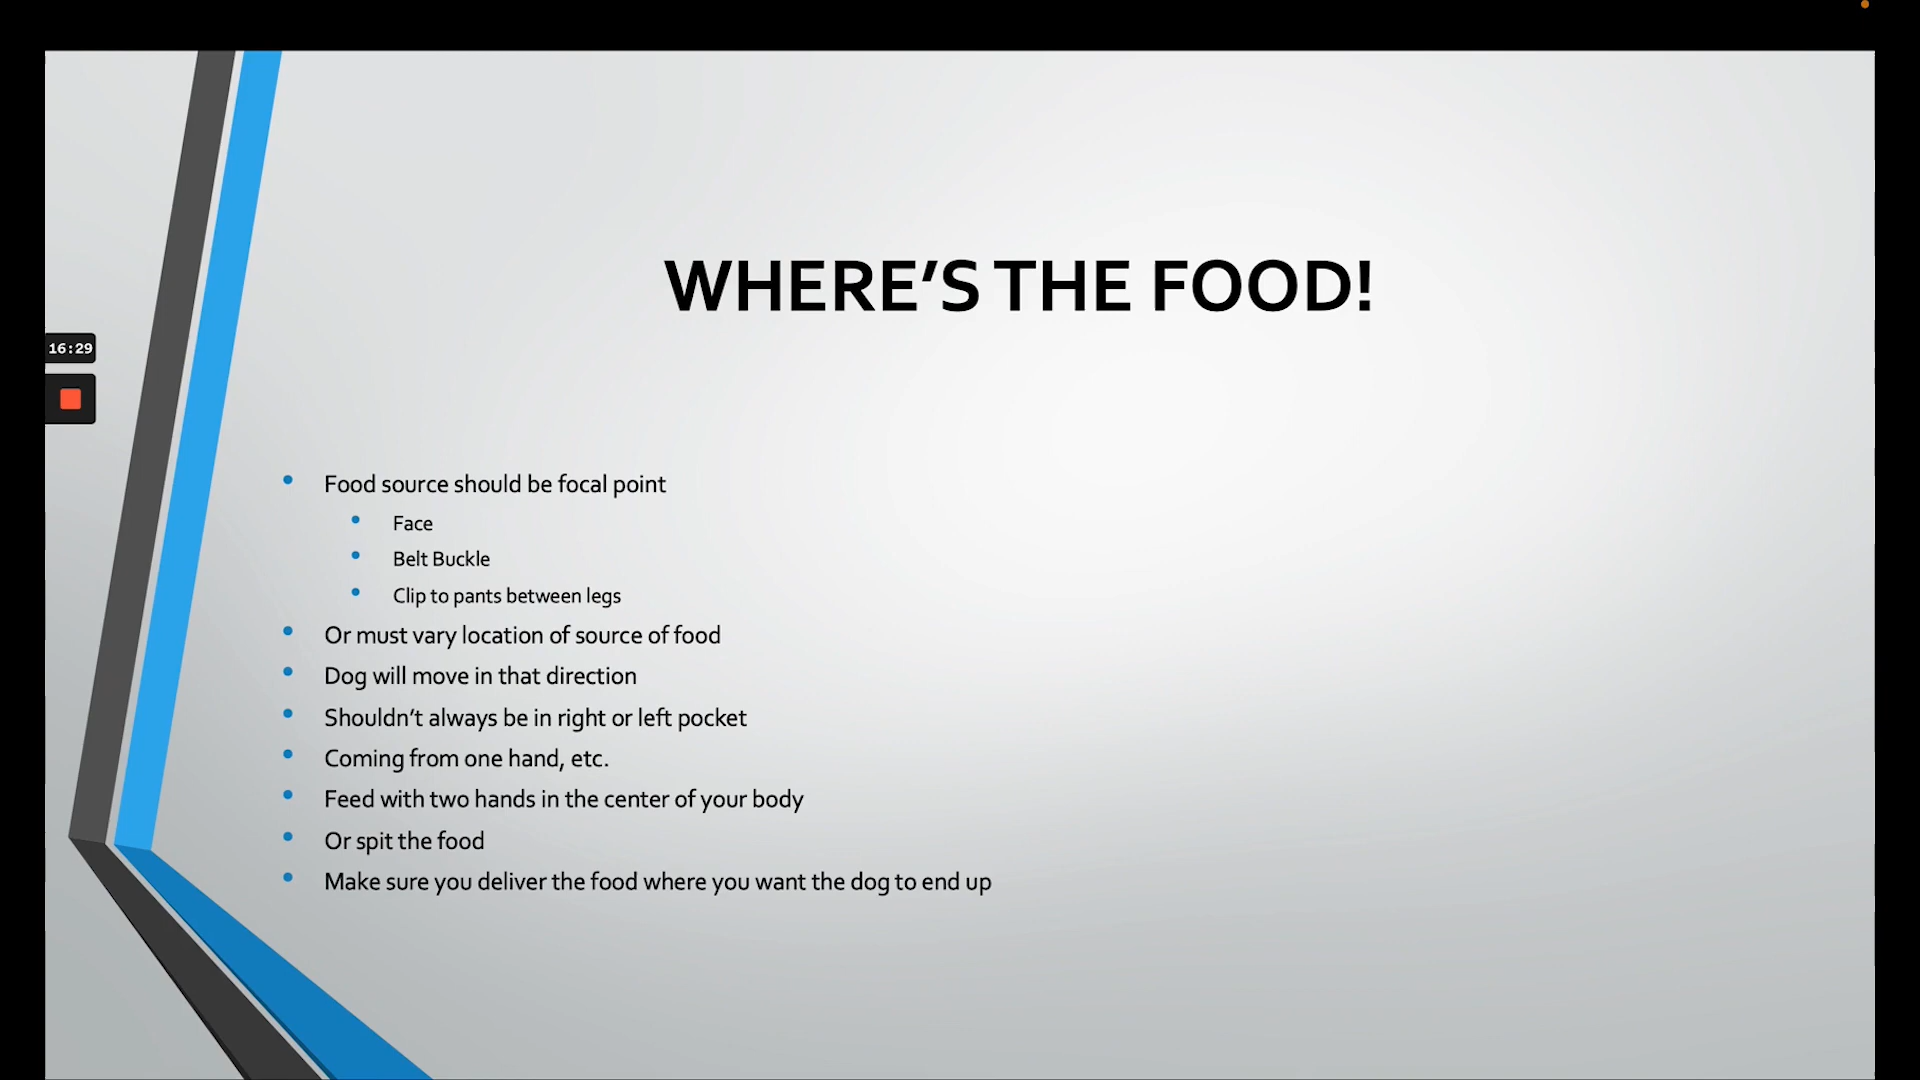 WHERE’S THE FOOD!
16:29
• Food source should be focal point
• Face
• Belt Buckle
• Clip to pants between legs
• Or must vary location of source of food
• Dog will move in that direction
• Shouldn’t always be in right or left pocket
• Coming from one hand, etc.
• Feed with two hands in the center of your body
• Or spit the food
• Make sure you deliver the food where you want the dog to end up